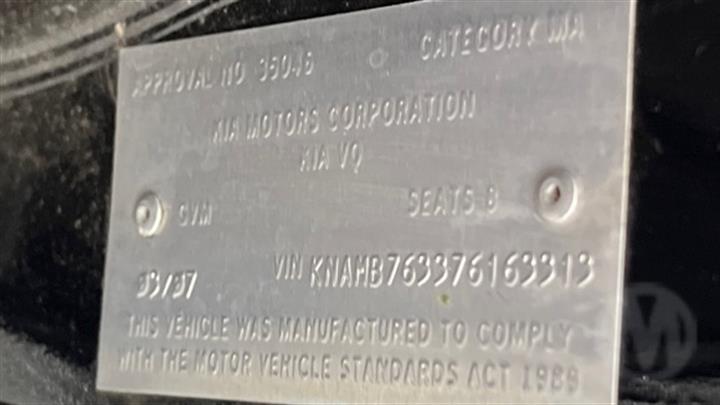 APPROVAL NO 35046 CATEGORY MA
KIA MOTORS CORPORATION
KIA VQ
GVM SEATS 8
03/07 VIN KNAMB763376163313
THIS VEHICLE WAS MANUFACTURED TO COMPLY
WITH THE MOTOR VEHICLE STANDARDS ACT 1989